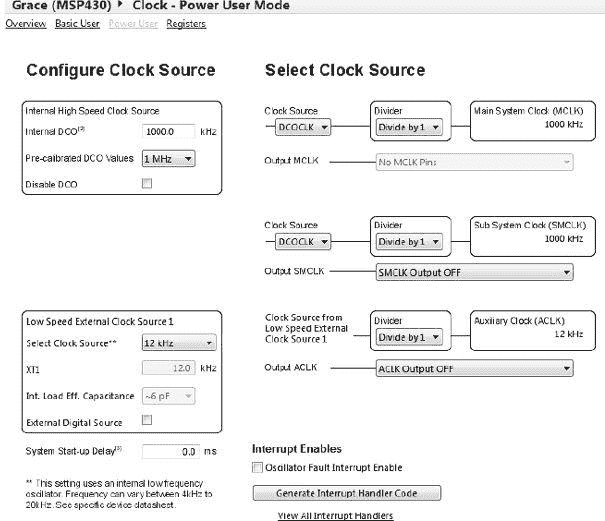 Grace (MSP430) ▸ Clock - Power User Mode
Overview Basic User Power User Registers
Configure Clock Source
Select Clock Source
Internal High Speed Clock Source
Internal DCO⁽³⁾ 1000.0 kHz
Pre-calibrated DCO Values 1 MHz
Disable DCO
Clock Source
DCOCLK
Divider
Divide by 1
Main System Clock (MCLK)
1000 kHz
Output MCLK No MCLK Pins
Clock Source
DCOCLK
Divider
Divide by 1
Sub System Clock (SMCLK)
1000 kHz
Output SMCLK SMCLK Output OFF
Low Speed External Clock Source 1
Select Clock Source** 12 kHz
XT1 12.0 kHz
Int. Load Eff. Capacitance ~6 pF
External Digital Source
Clock Source from
Low Speed External
Clock Source 1
Divider
Divide by 1
Auxiliary Clock (ACLK)
12 kHz
Output ACLK ACLK Output OFF
System Start-up Delay⁽³⁾ 0.0 ms
** This setting uses an internal low frequency
oscillator. Frequency can vary between 4kHz to
20kHz. See specific device datasheet.
Interrupt Enables
Oscillator Fault Interrupt Enable
Generate Interrupt Handler Code
View All Interrupt Handlers